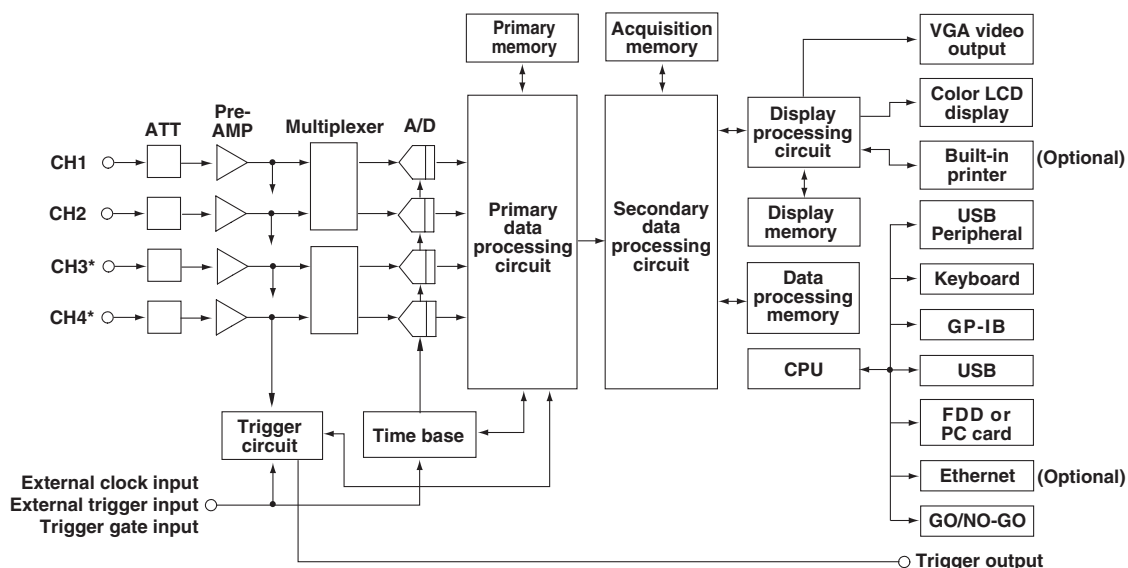 Primary
memory
Acquisition
memory
VGA video
output
Color LCD
display
Built-in
printer
(Optional)
Display
processing
circuit
Display
memory
Pre-
AMP
ATT
Multiplexer
A/D
CH1
CH2
CH3*
CH4*
Primary
data
processing
circuit
Secondary
data
processing
circuit
Data
processing
memory
CPU
USB
Peripheral
Keyboard
GP-IB
USB
FDD or
PC card
Ethernet
(Optional)
GO/NO-GO
Trigger
circuit
Time base
External clock input
External trigger input
Trigger gate input
Trigger output